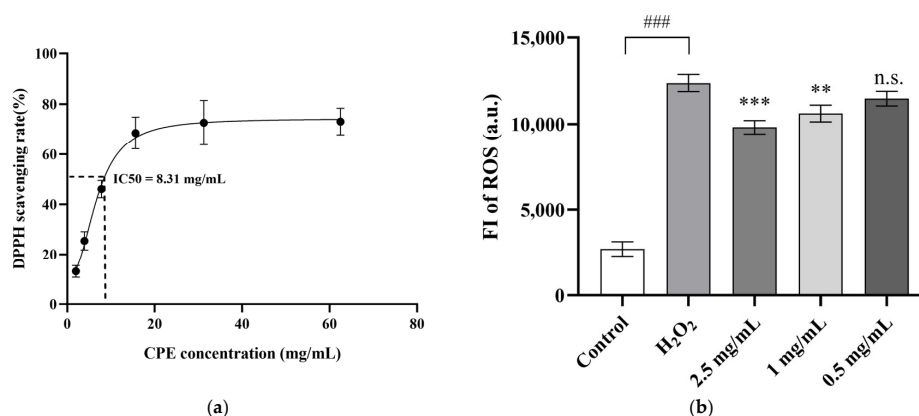 DPPH scavenging rate(%)
100
80
60
40
20
0
IC50 = 8.31 mg/mL
0
20
40
60
80
CPE concentration (mg/mL)
(a)
FI of ROS (a.u.)
15,000
10,000
5,000
0
###
***
**
n.s.
Control
H₂O₂
2.5 mg/mL
1 mg/mL
0.5 mg/mL
(b)